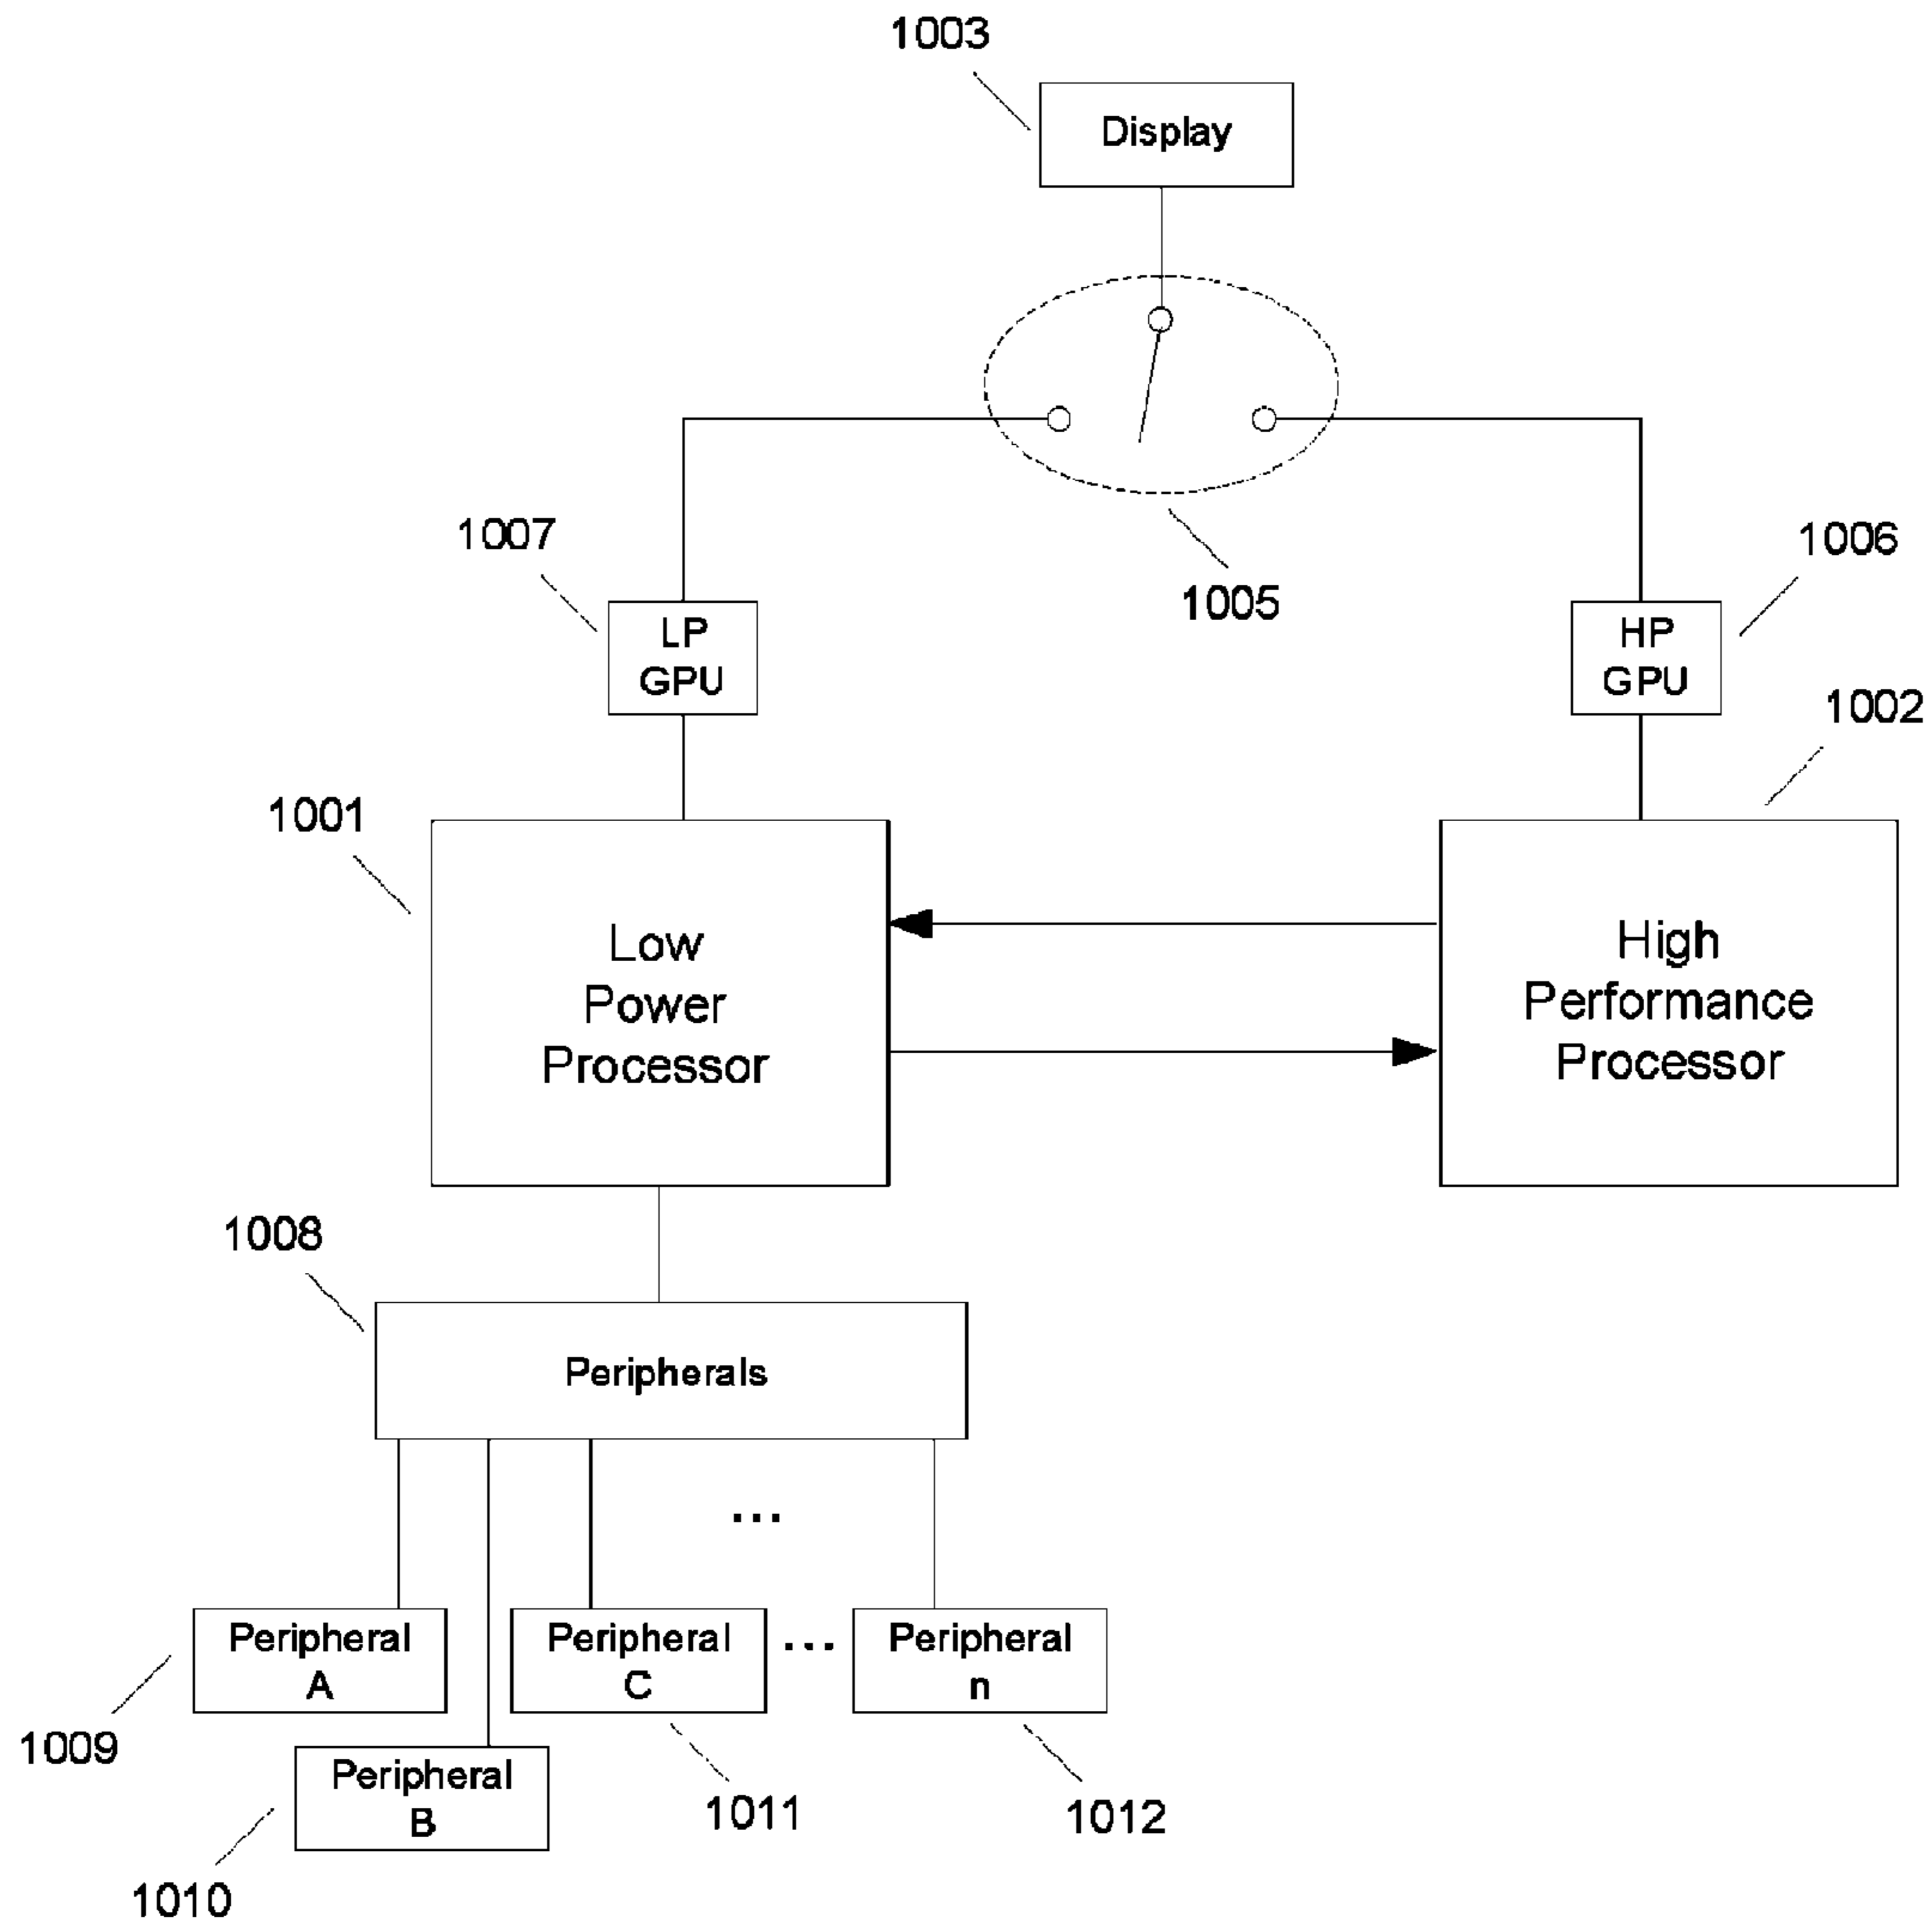 1003
Display
1007
1006
1005
LP
GPU
HP
GPU
1002
1001
Low
Power
Processor
High
Performance
Processor
1008
Peripherals
...
Peripheral
A
Peripheral
C
...
Peripheral
n
1009
Peripheral
B
1011
1012
1010